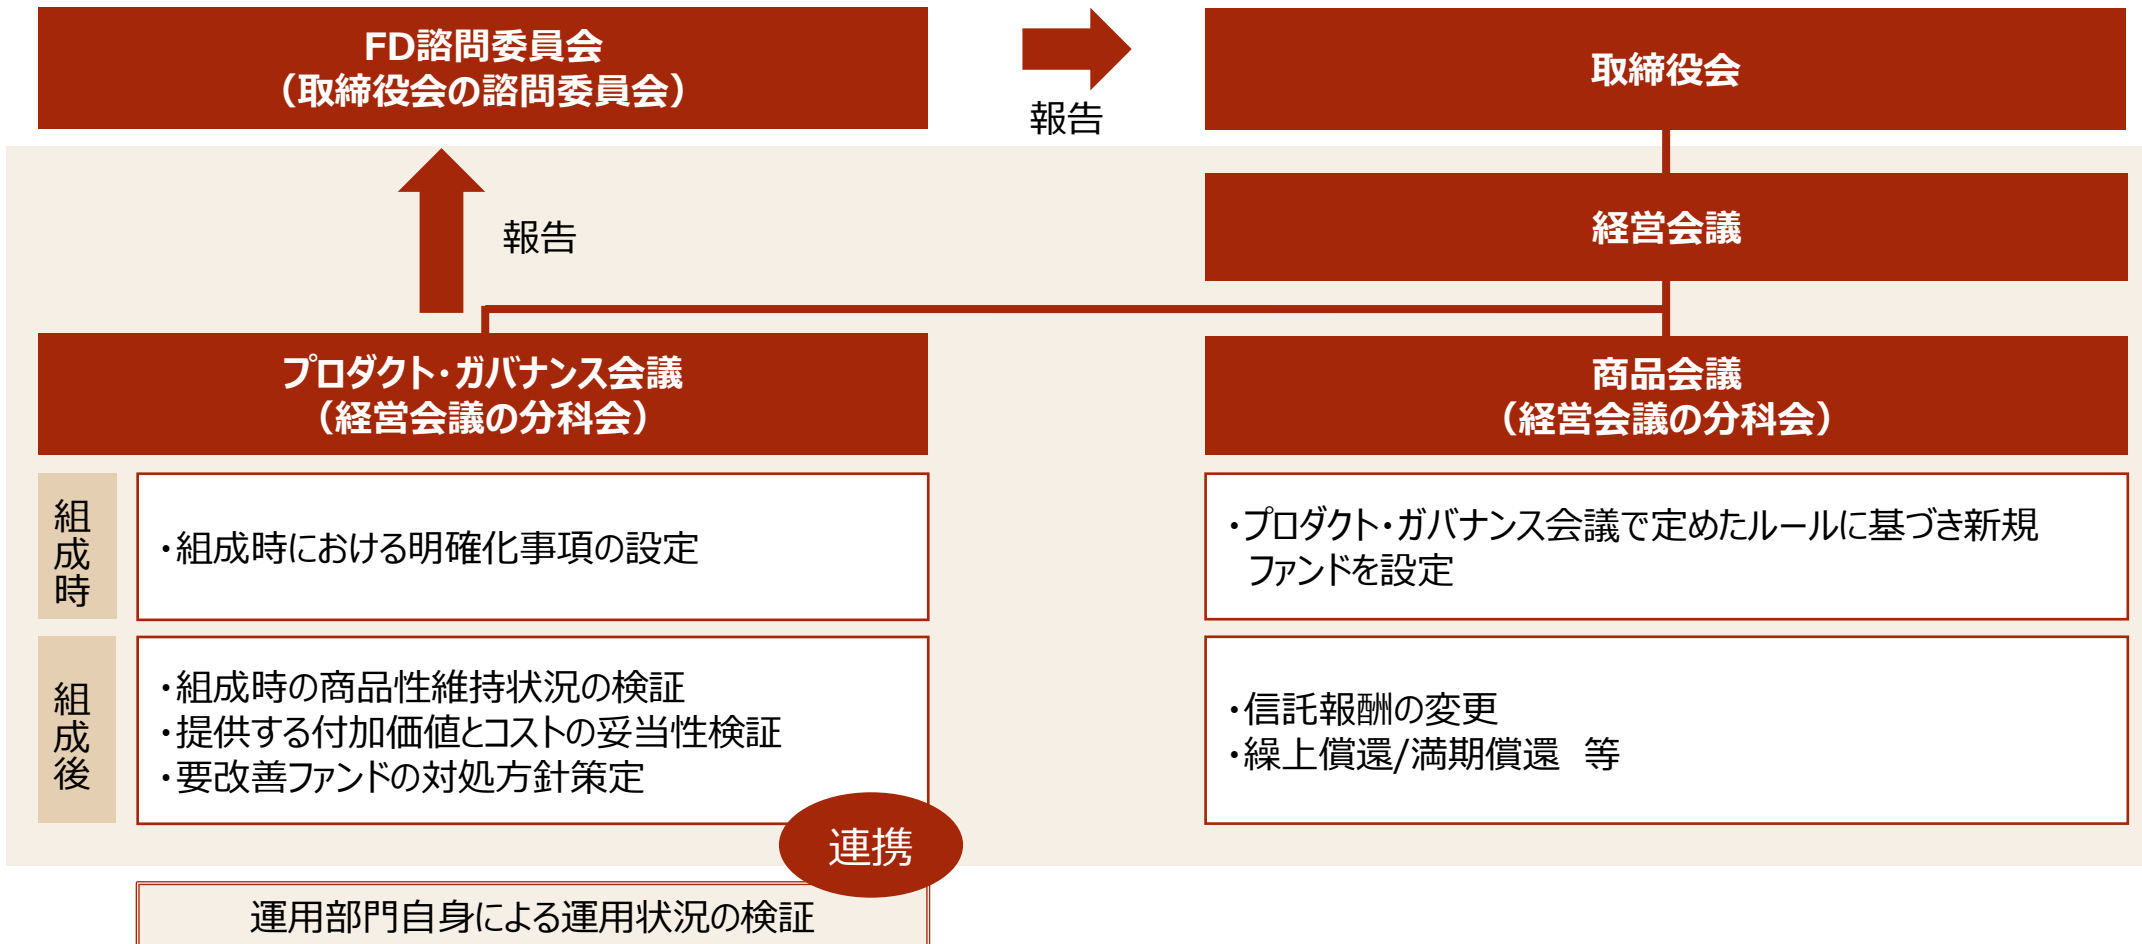 FD諮問委員会
（取締役会の諮問委員会）
報告
取締役会
報告
経営会議
プロダクト・ガバナンス会議
（経営会議の分科会）
商品会議
（経営会議の分科会）
組成時
・組成時における明確化事項の設定
・プロダクト・ガバナンス会議で定めたルールに基づき新規
ファンドを設定
組成後
・組成時の商品性維持状況の検証
・提供する付加価値とコストの妥当性検証
・要改善ファンドの対処方針策定
・信託報酬の変更
・繰上償還/満期償還　等
連携
運用部門自身による運用状況の検証